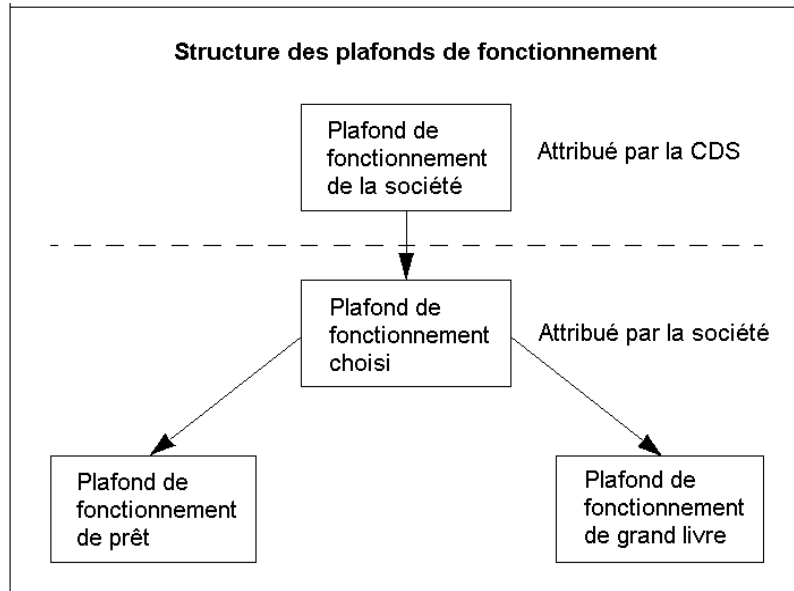 Structure des plafonds de fonctionnement
Plafond de
fonctionnement
de la société
Attribué par la CDS
Plafond de
fonctionnement
choisi
Attribué par la société
Plafond de
fonctionnement
de prêt
Plafond de
fonctionnement
de grand livre